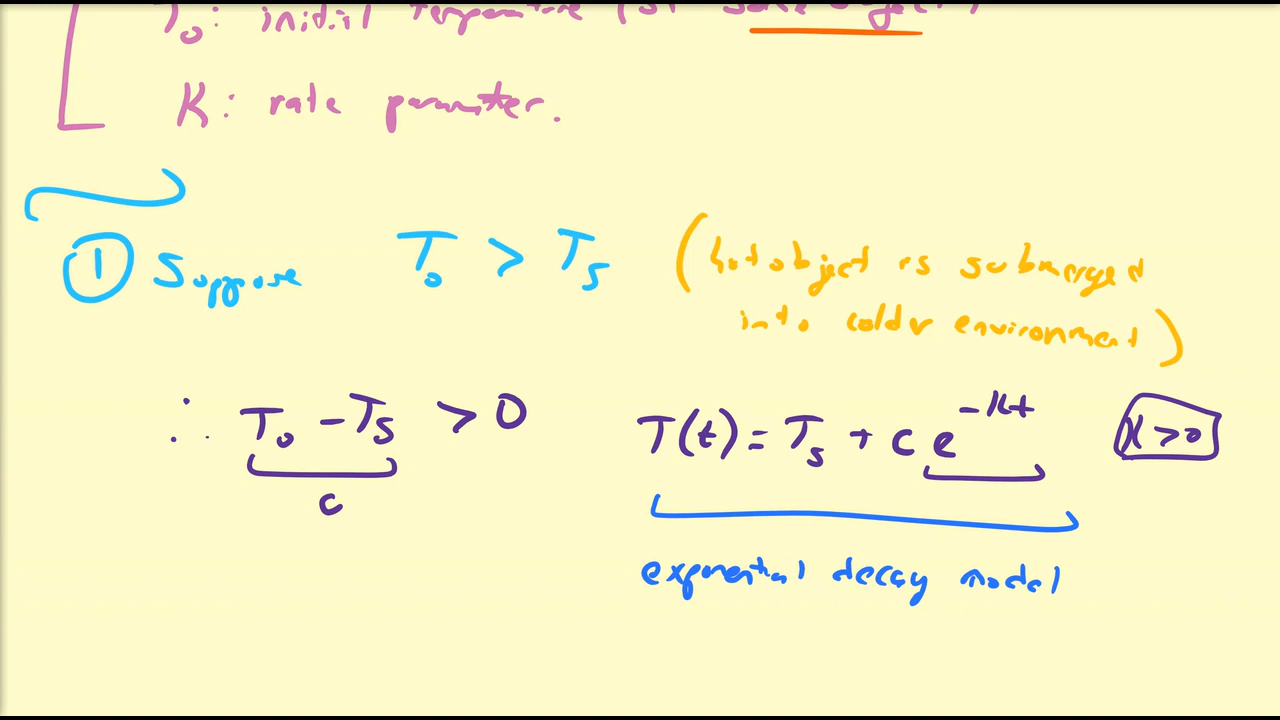 T₀: initial temperature (of some object)
K: rate parameter.
① Suppose T₀ > Tₛ (hot object is submerged
into colder environment)
∴ T₀ - Tₛ > 0 T(t) = Tₛ + c e^{-kt} K > 0
c
exponential decay model